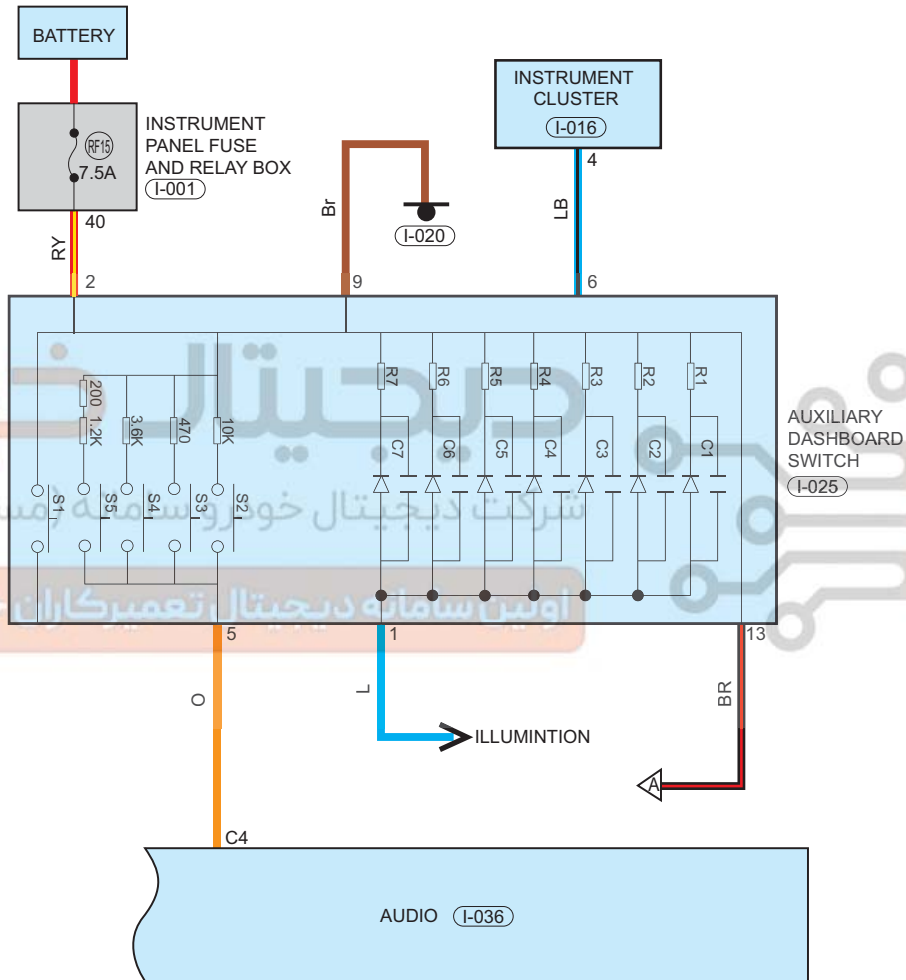 BATTERY
RF15
7.5A
INSTRUMENT
PANEL FUSE
AND RELAY BOX
I-001
40
RY
2
Br
9
I-020
INSTRUMENT
CLUSTER
I-016
4
LB
6
200
1.2K
3.6K
470
10K
S1
S5
S4
S3
S2
R7
R6
R5
R4
R3
R2
R1
C7
C6
C5
C4
C3
C2
C1
AUXILIARY
DASHBOARD
SWITCH
I-025
دیجیتال
شرکت دیجیتال خودرو سامانه
اولین سامانه دیجیتال تعمیرکاران
5
1
13
O
L
BR
ILLUMINTION
A
C4
AUDIO I-036